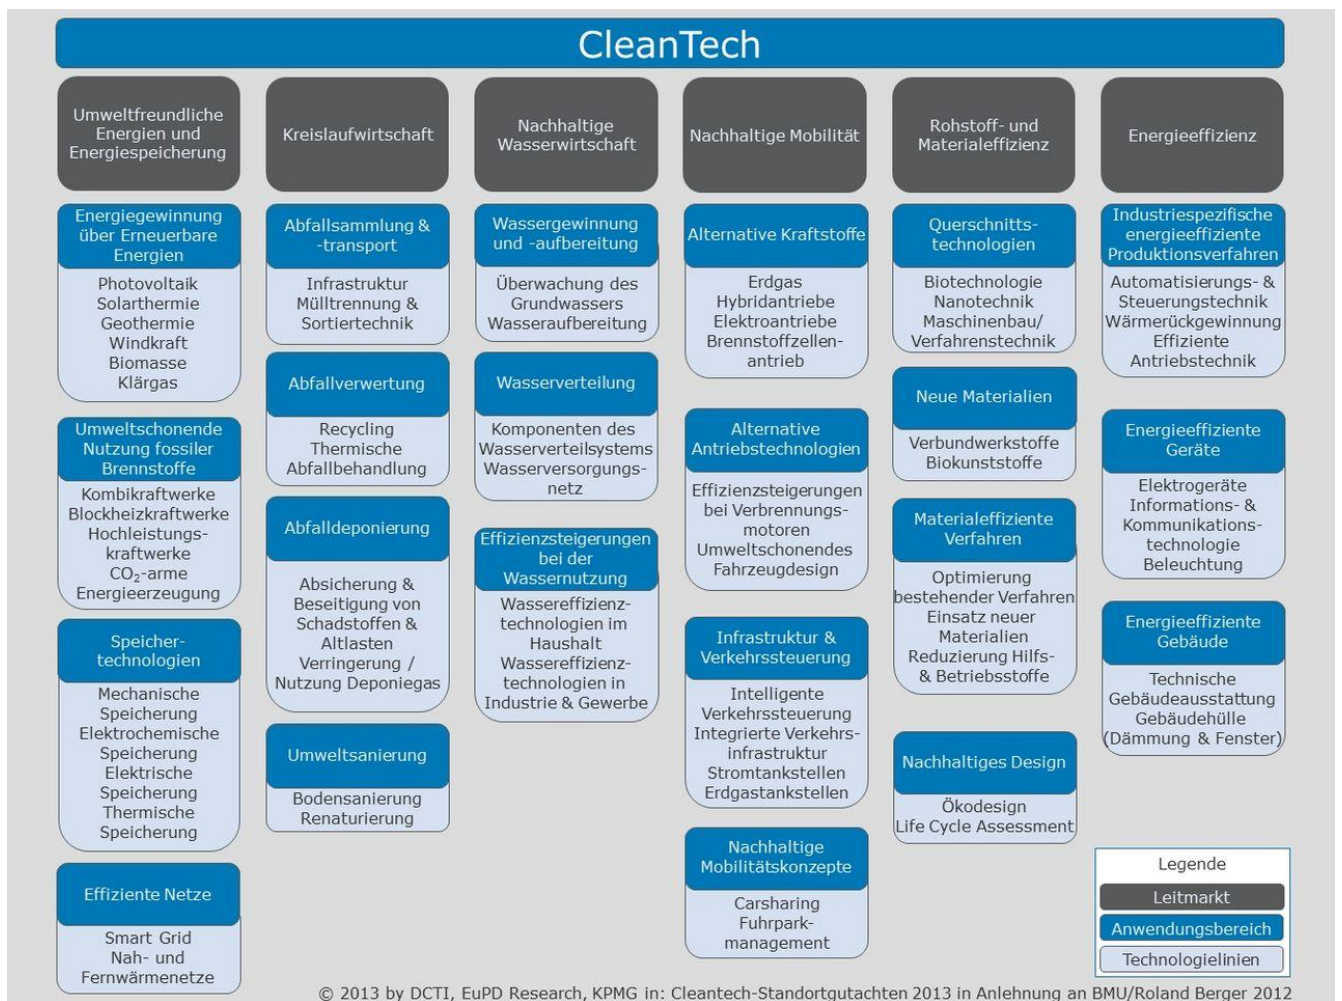 CleanTech
Umweltfreundliche
Energien und
Energiespeicherung
Energiegewinnung
über Erneuerbare
Energien
Photovoltaik
Solarthermie
Geothermie
Windkraft
Biomasse
Klärgas
Umweltschonende
Nutzung fossiler
Brennstoffe
Kombikraftwerke
Blockheizkraftwerke
Hochleistungs-
kraftwerke
CO₂-arme
Energieerzeugung
Speicher-
technologien
Mechanische
Speicherung
Elektrochemische
Speicherung
Elektrische
Speicherung
Thermische
Speicherung
Effiziente Netze
Smart Grid
Nah- und
Fernwärmenetze
Kreislaufwirtschaft
Abfallsammlung &
-transport
Infrastruktur
Mülltrennung &
Sortiertechnik
Abfallverwertung
Recycling
Thermische
Abfallbehandlung
Abfalldeponierung
Absicherung &
Beseitigung von
Schadstoffen &
Altlasten
Verringerung /
Nutzung Deponiegas
Umweltsanierung
Bodensanierung
Renaturierung
Nachhaltige
Wasserwirtschaft
Wassergewinnung
und -aufbereitung
Überwachung des
Grundwassers
Wasseraufbereitung
Wasserverteilung
Komponenten des
Wasserverteilsystems
Wasserversorgungs-
netz
Effizienzsteigerungen
bei der
Wassernutzung
Wassereffizienz-
technologien im
Haushalt
Wassereffizienz-
technologien in
Industrie & Gewerbe
Nachhaltige Mobilität
Alternative Kraftstoffe
Erdgas
Hybridantriebe
Elektroantriebe
Brennstoffzellen-
antrieb
Alternative
Antriebstechnologien
Effizienzsteigerungen
bei Verbrennungs-
motoren
Umweltschonendes
Fahrzeugdesign
Infrastruktur &
Verkehrssteuerung
Intelligente
Verkehrssteuerung
Integrierte Verkehrs-
infrastruktur
Stromtankstellen
Erdgastankstellen
Nachhaltige
Mobilitätskonzepte
Carsharing
Fuhrpark-
management
Rohstoff- und
Materialeffizienz
Querschnitts-
technologien
Biotechnologie
Nanotechnik
Maschinenbau/
Verfahrenstechnik
Neue Materialien
Verbundwerkstoffe
Biokunststoffe
Materialeffiziente
Verfahren
Optimierung
bestehender Verfahren
Einsatz neuer
Materialien
Reduzierung Hilfs-
& Betriebsstoffe
Nachhaltiges Design
Ökodesign
Life Cycle Assessment
Energieeffizienz
Industriespezifische
energieeffiziente
Produktionsverfahren
Automatisierungs- &
Steuerungstechnik
Wärmerückgewinnung
Effiziente
Antriebstechnik
Energieeffiziente
Geräte
Elektrogeräte
Informations- &
Kommunikations-
technologie
Beleuchtung
Energieeffiziente
Gebäude
Technische
Gebäudeausstattung
Gebäudehülle
(Dämmung & Fenster)
Legende
Leitmarkt
Anwendungsbereich
Technologielinien
© 2013 by DCTI, EuPD Research, KPMG in: Cleantech-Standortgutachten 2013 in Anlehnung an BMU/Roland Berger 2012